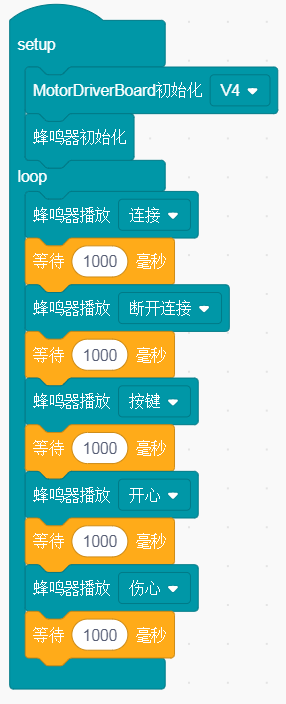 setup
MotorDriverBoard初始化 V4
蜂鸣器初始化
loop
蜂鸣器播放 连接
等待 1000 毫秒
蜂鸣器播放 断开连接
等待 1000 毫秒
蜂鸣器播放 按键
等待 1000 毫秒
蜂鸣器播放 开心
等待 1000 毫秒
蜂鸣器播放 伤心
等待 1000 毫秒